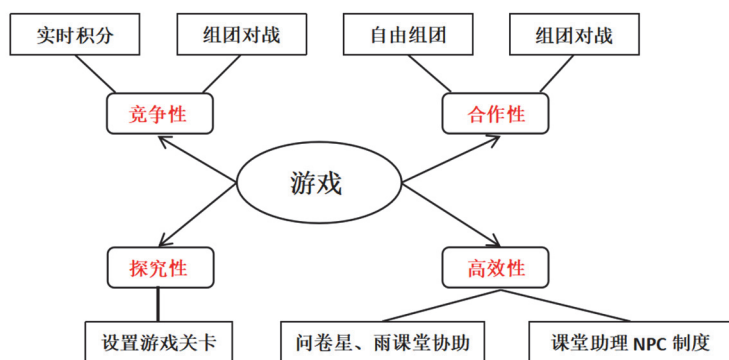 实时积分
组团对战
自由组团
组团对战
竞争性
合作性
游戏
探究性
高效性
设置游戏关卡
问卷星、雨课堂协助
课堂助理 NPC 制度